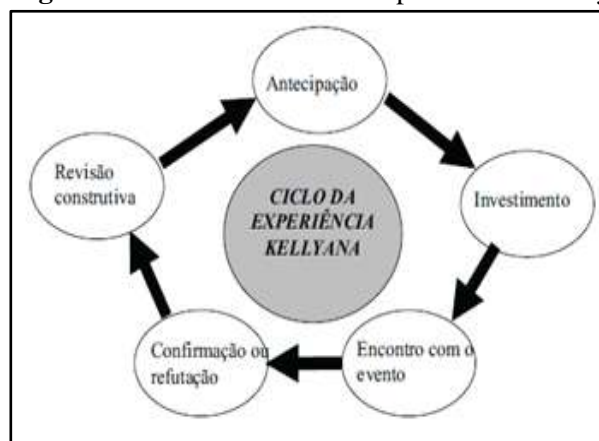 Antecipação
Investimento
Encontro com o
evento
Confirmação ou
refutação
Revisão
construtiva
CICLO DA
EXPERIÊNCIA
KELLYANA